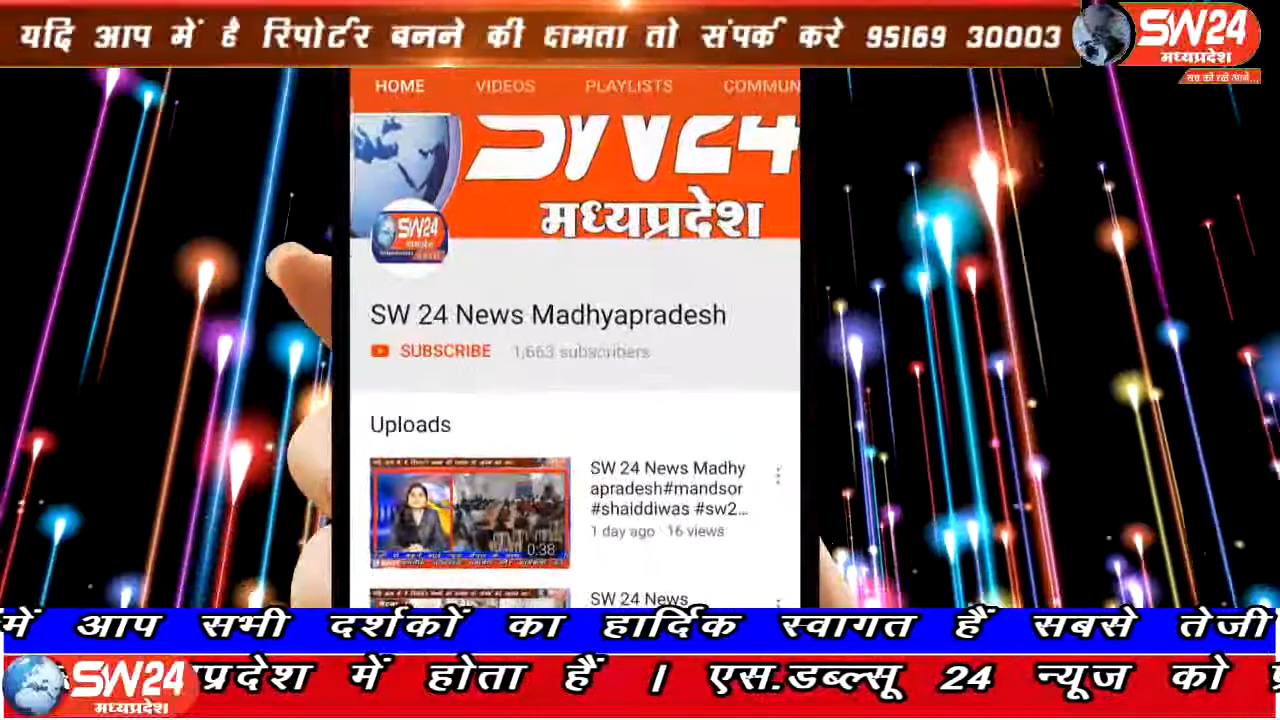 यदि आप में है रिपोर्टर बनने की क्षमता तो संपर्क करे 95169 30003
SW24
मध्यप्रदेश
HOME VIDEOS PLAYLISTS COMMUN
SW24
मध्यप्रदेश
SW24
SW 24 News Madhyapradesh
SUBSCRIBE 1,663 subscribers
Uploads
SW 24 News Madhy
apradesh#mandsor
#shaiddiwas #sw2...
1 day ago · 16 views
0:38
SW 24 News
में आप सभी दर्शकों का हार्दिक स्वागत हैं सबसे तेजी
प्रदेश में होता हैं । एस.डब्ल्सू 24 न्यूज को
SW24
मध्यप्रदेश